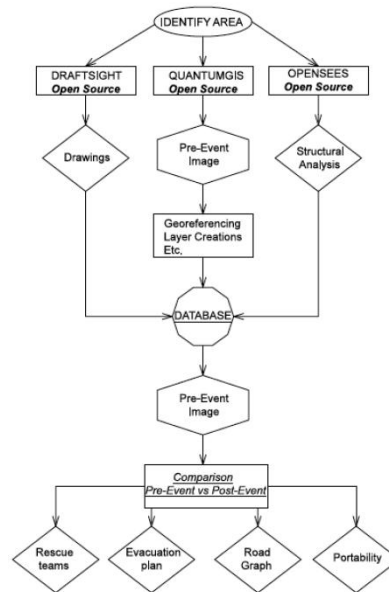 IDENTIFY AREA
DRAFTSIGHT
Open Source
QUANTUMGIS
Open Source
OPENSEES
Open Source
Drawings
Pre-Event
Image
Structural
Analysis
Georeferencing
Layer Creations
Etc,
DATABASE
Pre-Event
Image
Comparison
Pre-Event vs Post-Event
Rescue
teams
Evacuation
plan
Road
Graph
Portability